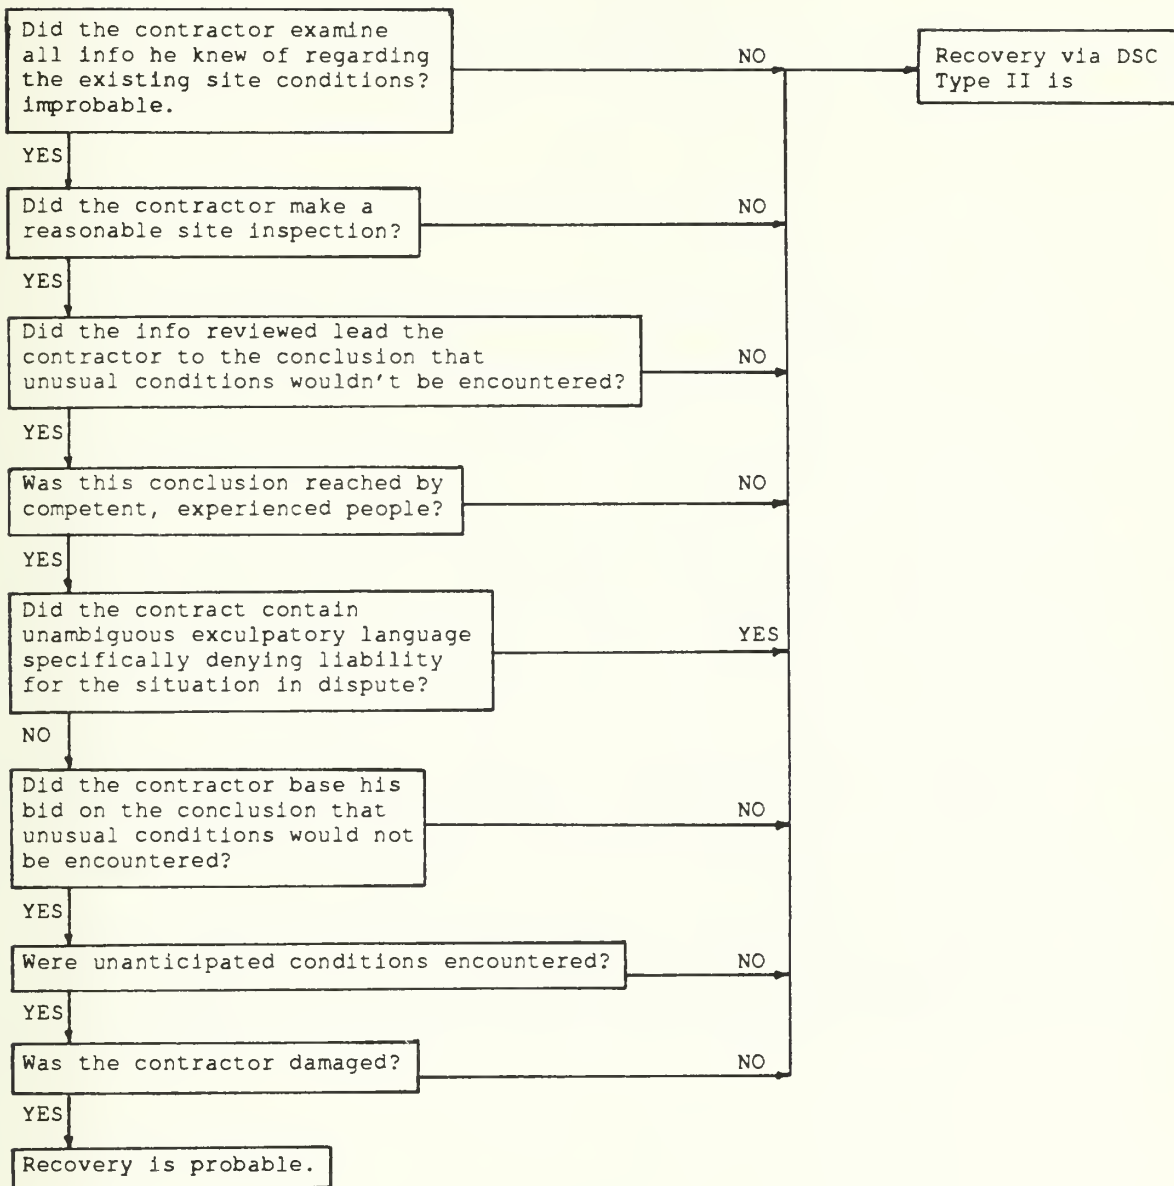 Did the contractor examine
all info he knew of regarding
the existing site conditions?
improbable.
NO
Recovery via DSC
Type II is
YES
Did the contractor make a
reasonable site inspection?
NO
YES
Did the info reviewed lead the
contractor to the conclusion that
unusual conditions wouldn't be encountered?
NO
YES
Was this conclusion reached by
competent, experienced people?
NO
YES
Did the contract contain
unambiguous exculpatory language
specifically denying liability
for the situation in dispute?
YES
NO
Did the contractor base his
bid on the conclusion that
unusual conditions would not
be encountered?
NO
YES
Were unanticipated conditions encountered?
NO
YES
Was the contractor damaged?
NO
YES
Recovery is probable.